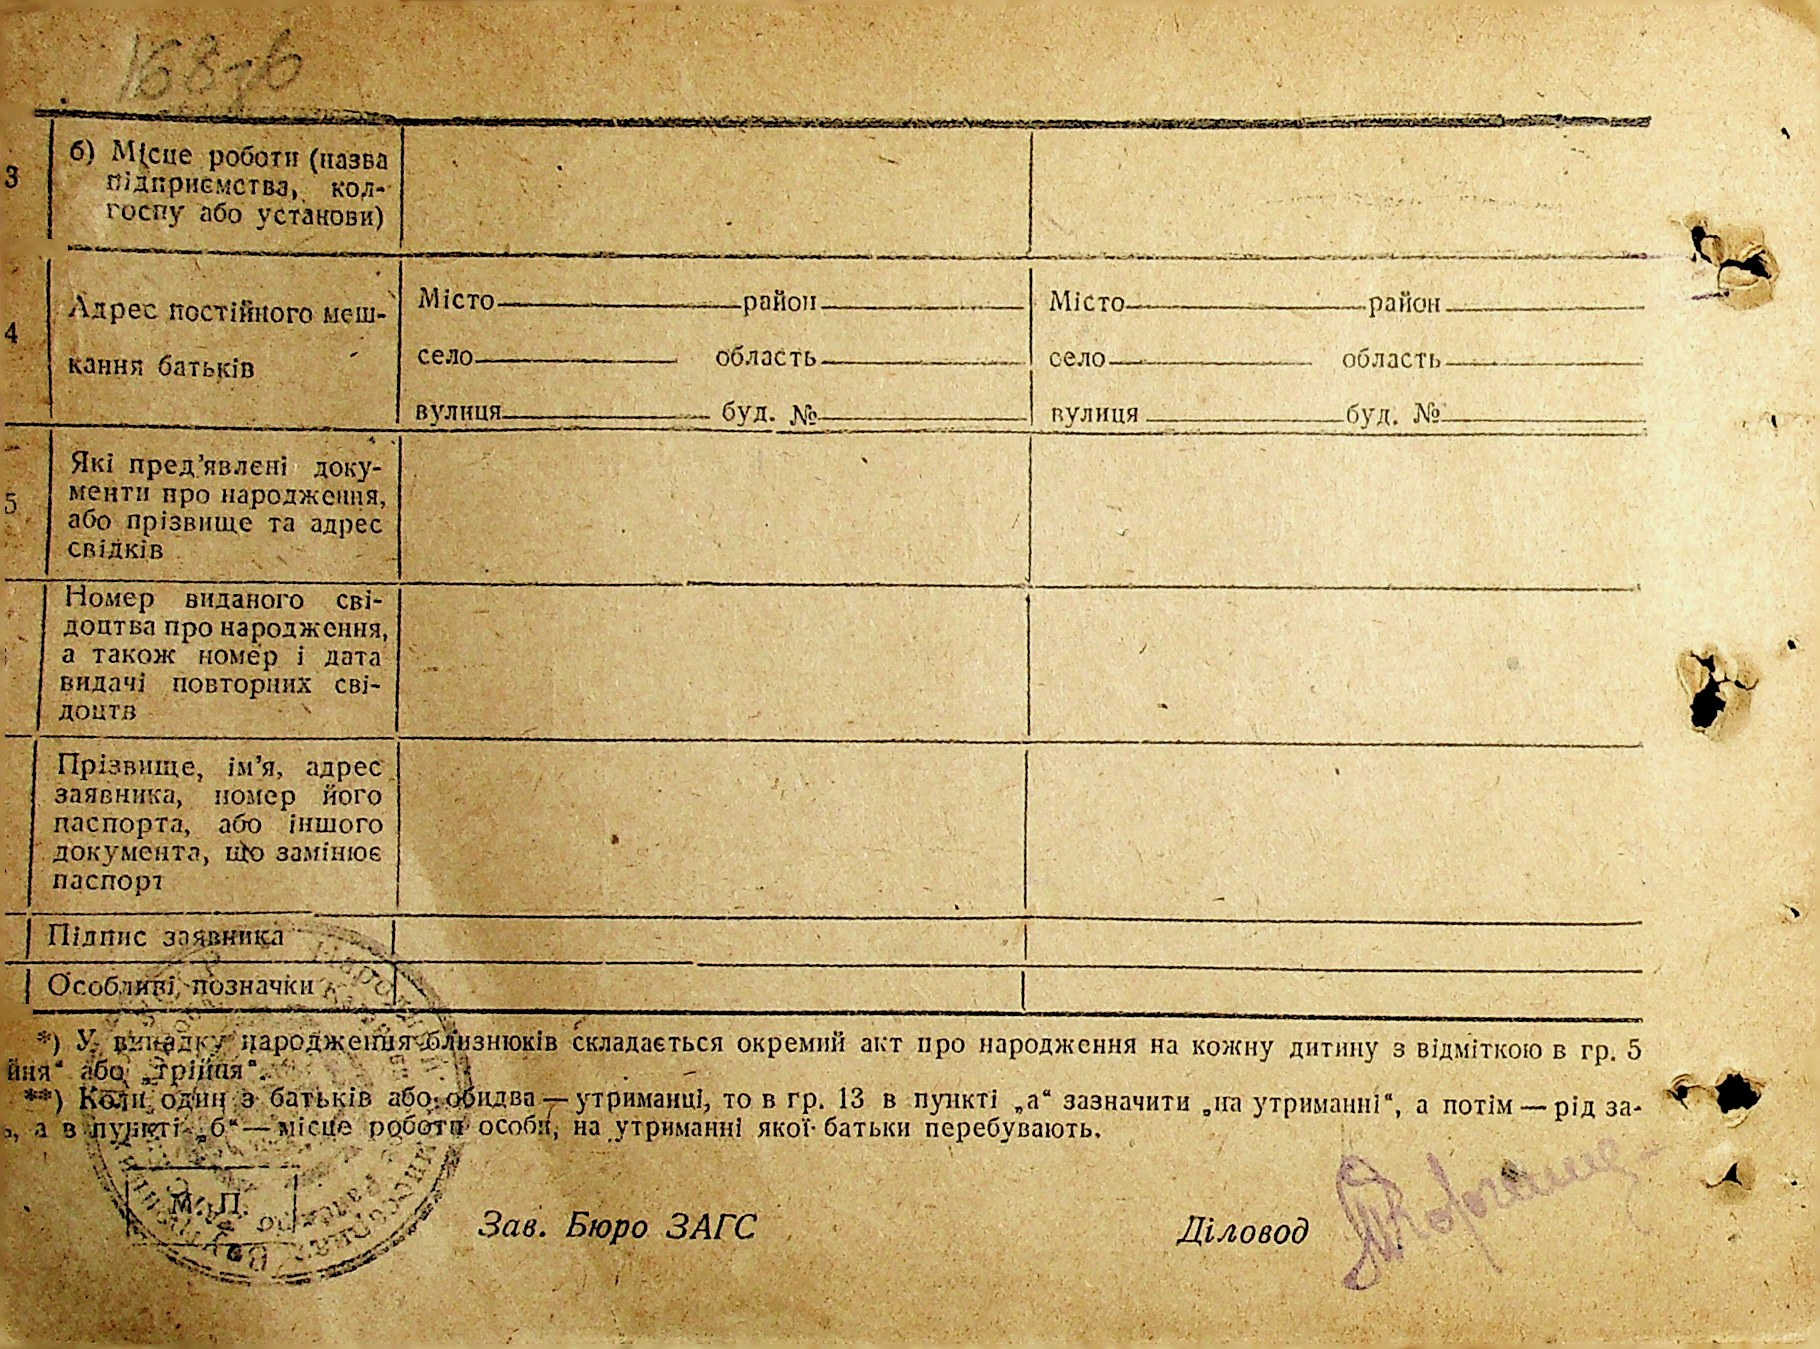 168
3
б) Місце роботи (назва
підприємства, кол-
госпу або установи)
4
Адрес постійного меш-
кання батьків
Місто район
село область
вулиця буд. №
Місто район
село область
вулиця буд. №
5
Які пред’явлені доку-
менти про народження,
або прізвище та адрес
свідків
Номер виданого сві-
доцтва про народження,
а також номер і дата
видачі повторних сві-
доцтв
Прізвище, ім’я, адрес
заявника, номер його
паспорта, або іншого
документа, що замінює
паспорт
Підпис заявника
Особливі позначки
*) У випадку народження близнюків складається окремий акт про народження на кожну дитину з відміткою в гр. 5
йня“ або „трійня“.
**) Коли один з батьків або обидва — утриманці, то в гр. 13 в пункті „а“ зазначити „на утриманні“, а потім — рід за-
, а в пункті „б“ — місце роботи особи, на утриманні якої батьки перебувають.
М. П.
Зав. Бюро ЗАГС
Діловод